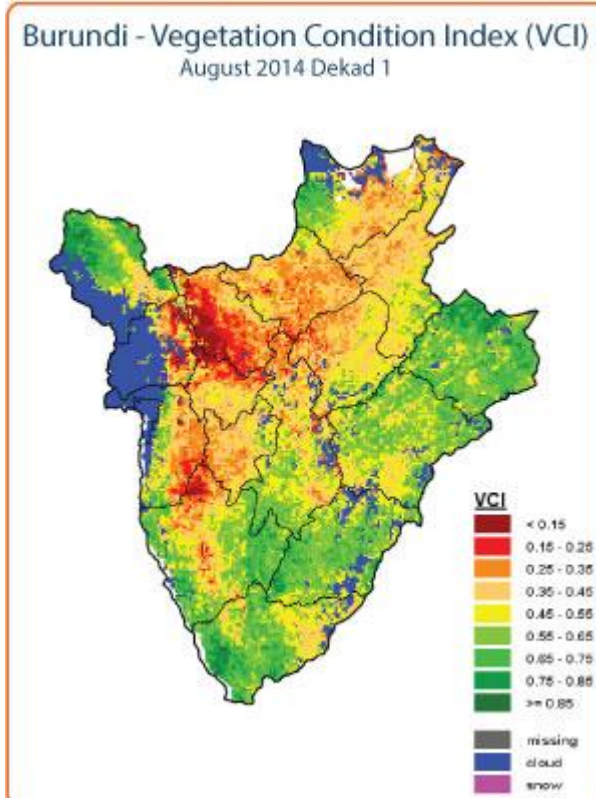 Burundi - Vegetation Condition Index (VCI)
August 2014 Dekad 1
VCI
< 0.15
0.15 - 0.25
0.25 - 0.35
0.35 - 0.45
0.45 - 0.55
0.55 - 0.65
0.65 - 0.75
0.75 - 0.85
>= 0.85
missing
cloud
snow